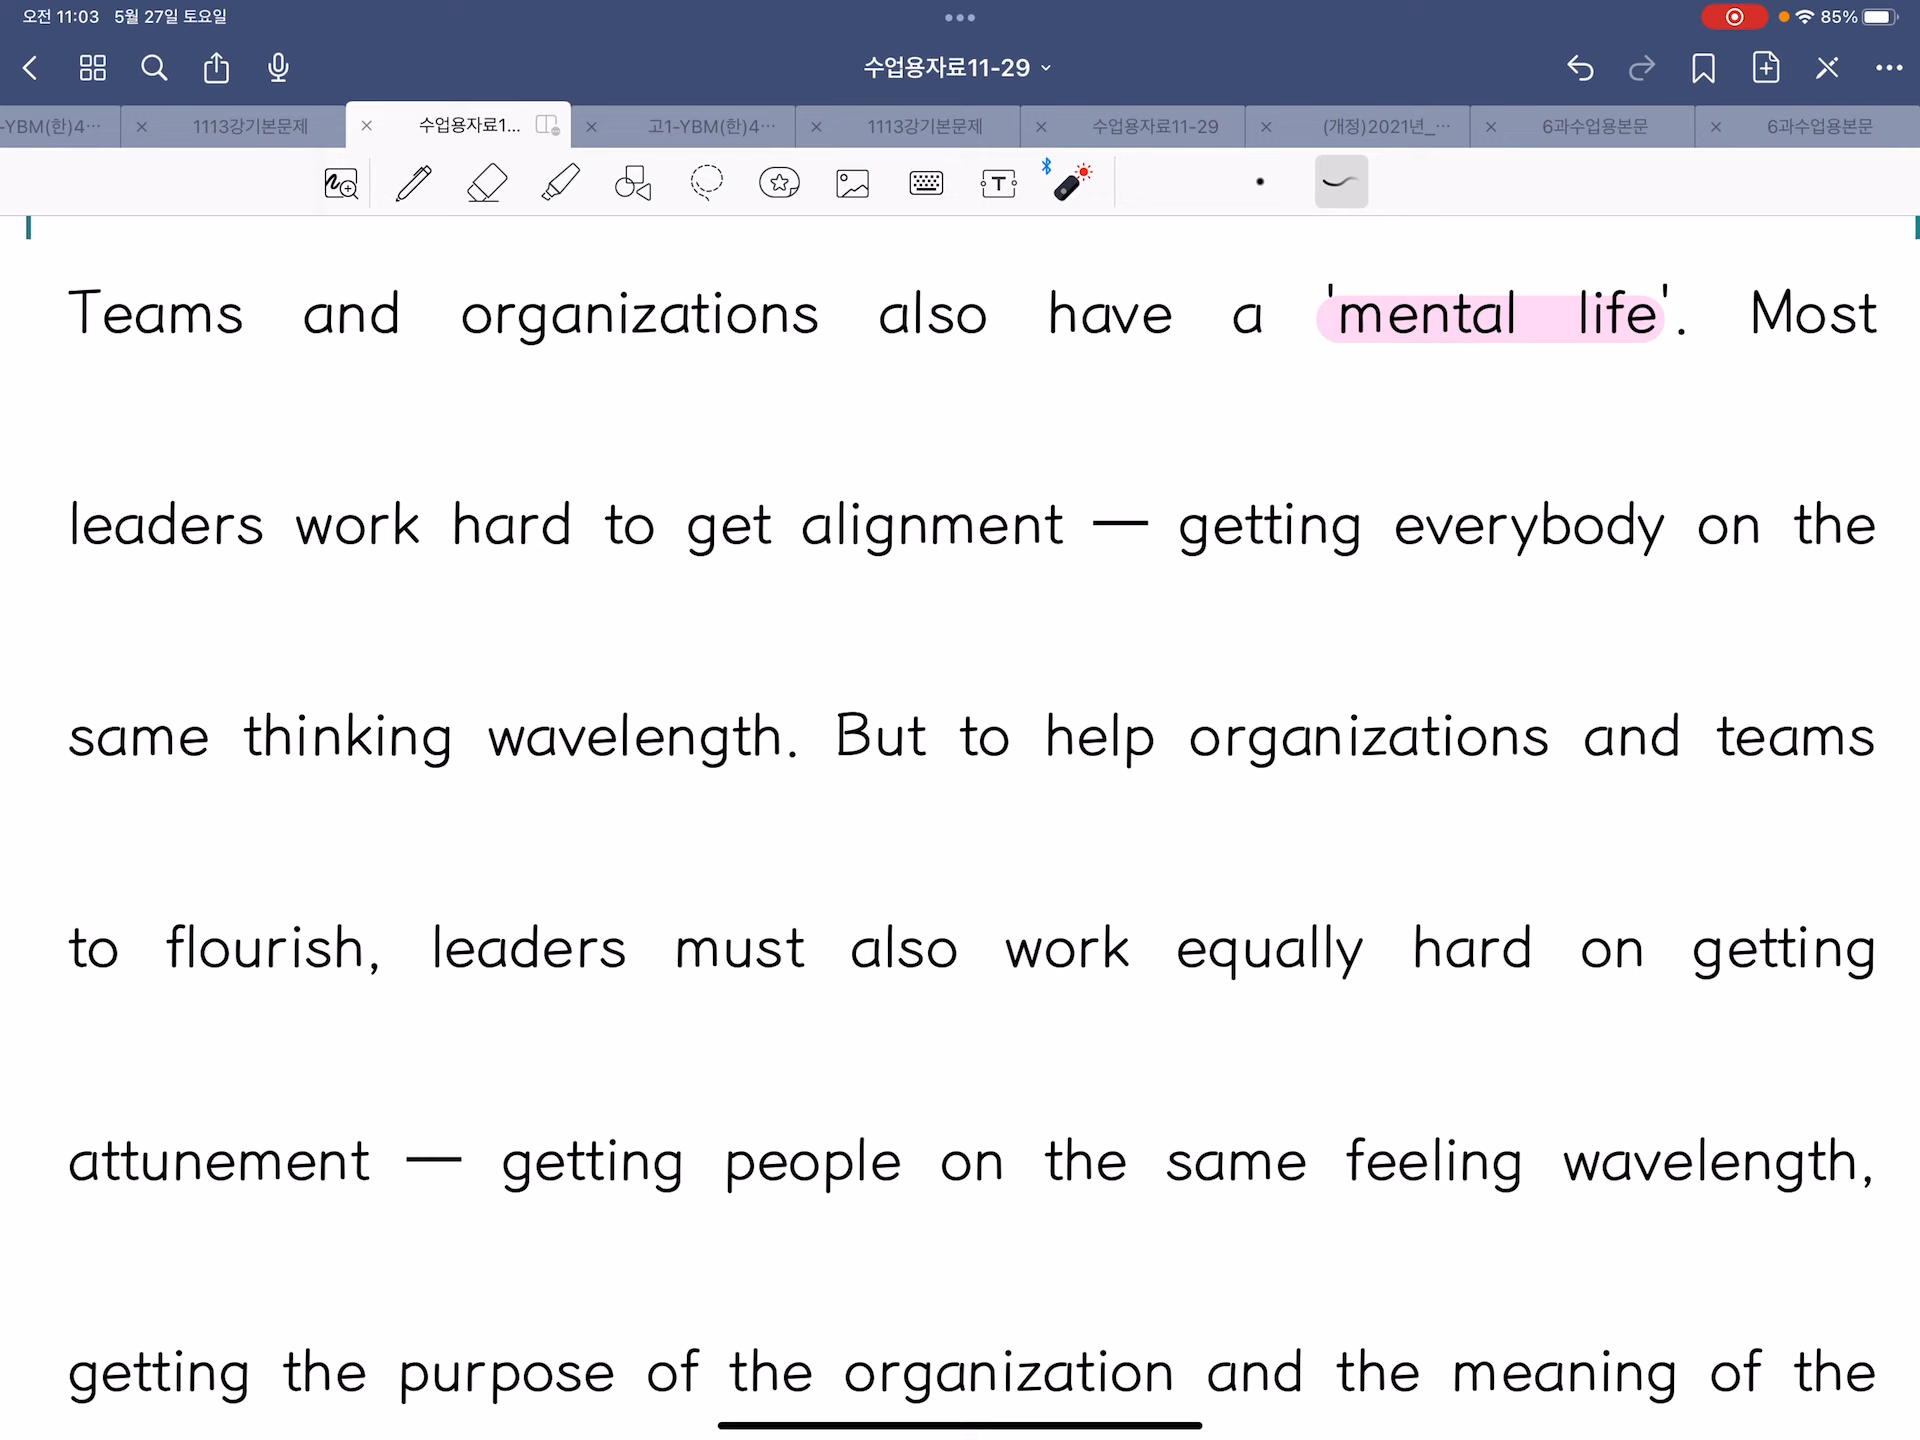 오전 11:03 5월 27일 토요일 85%
수업용자료11-29
-YBM(한)4… 1113강기본문제 수업용자료1... 고1-YBM(한)4… 1113강기본문제 수업용자료11-29 (개정)2021년_… 6과수업용본문 6과수업용본문
T
Teams and organizations also have a 'mental life'. Most
leaders work hard to get alignment — getting everybody on the
same thinking wavelength. But to help organizations and teams
to flourish, leaders must also work equally hard on getting
attunement — getting people on the same feeling wavelength,
getting the purpose of the organization and the meaning of the